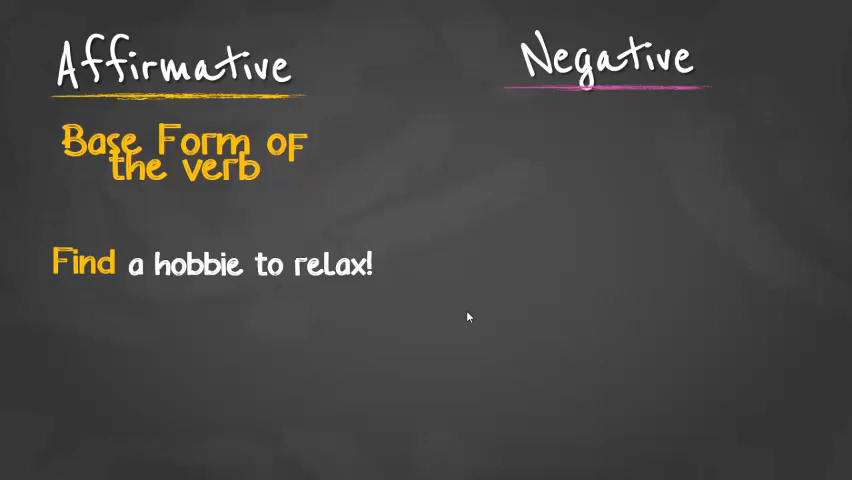 Affirmative
Negative
Base Form of
the verb
Find a hobbie to relax!